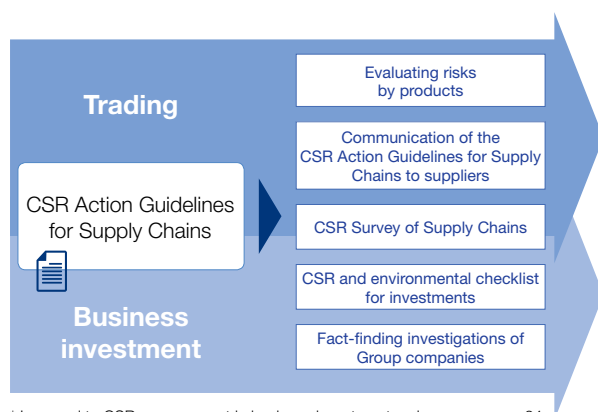 Trading
CSR Action Guidelines
for Supply Chains
Business
investment
Evaluating risks
by products
Communication of the
CSR Action Guidelines for Supply
Chains to suppliers
CSR Survey of Supply Chains
CSR and environmental checklist
for investments
Fact-finding investigations of
Group companies